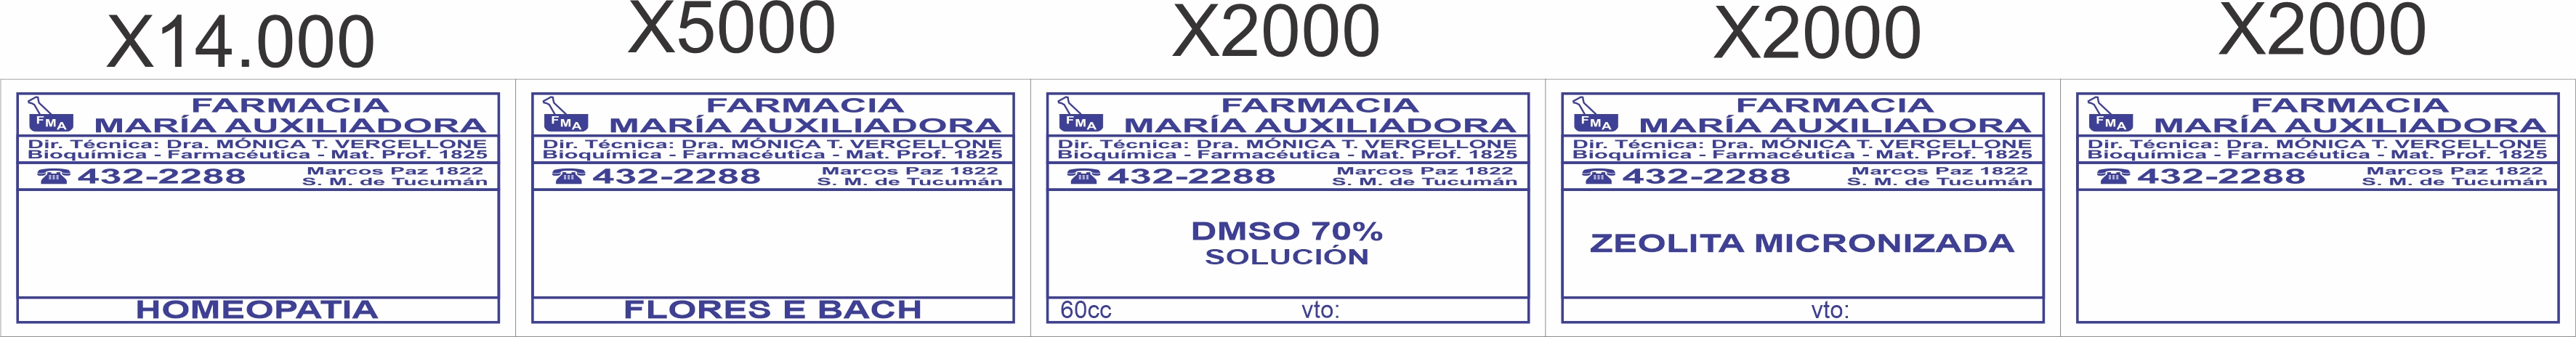 X14.000
FARMACIA
MARÍA AUXILIADORA
FMA
Dir. Técnica: Dra. MÓNICA T. VERCELLONE
Bioquímica - Farmacéutica - Mat. Prof. 1825
☎ 432-2288
Marcos Paz 1822
S. M. de Tucumán
HOMEOPATIA
X5000
FARMACIA
MARÍA AUXILIADORA
FMA
Dir. Técnica: Dra. MÓNICA T. VERCELLONE
Bioquímica - Farmacéutica - Mat. Prof. 1825
☎ 432-2288
Marcos Paz 1822
S. M. de Tucumán
FLORES E BACH
X2000
FARMACIA
MARÍA AUXILIADORA
FMA
Dir. Técnica: Dra. MÓNICA T. VERCELLONE
Bioquímica - Farmacéutica - Mat. Prof. 1825
☎ 432-2288
Marcos Paz 1822
S. M. de Tucumán
DMSO 70%
SOLUCIÓN
60cc vto:
X2000
FARMACIA
MARÍA AUXILIADORA
FMA
Dir. Técnica: Dra. MÓNICA T. VERCELLONE
Bioquímica - Farmacéutica - Mat. Prof. 1825
☎ 432-2288
Marcos Paz 1822
S. M. de Tucumán
ZEOLITA MICRONIZADA
vto:
X2000
FARMACIA
MARÍA AUXILIADORA
FMA
Dir. Técnica: Dra. MÓNICA T. VERCELLONE
Bioquímica - Farmacéutica - Mat. Prof. 1825
☎ 432-2288
Marcos Paz 1822
S. M. de Tucumán